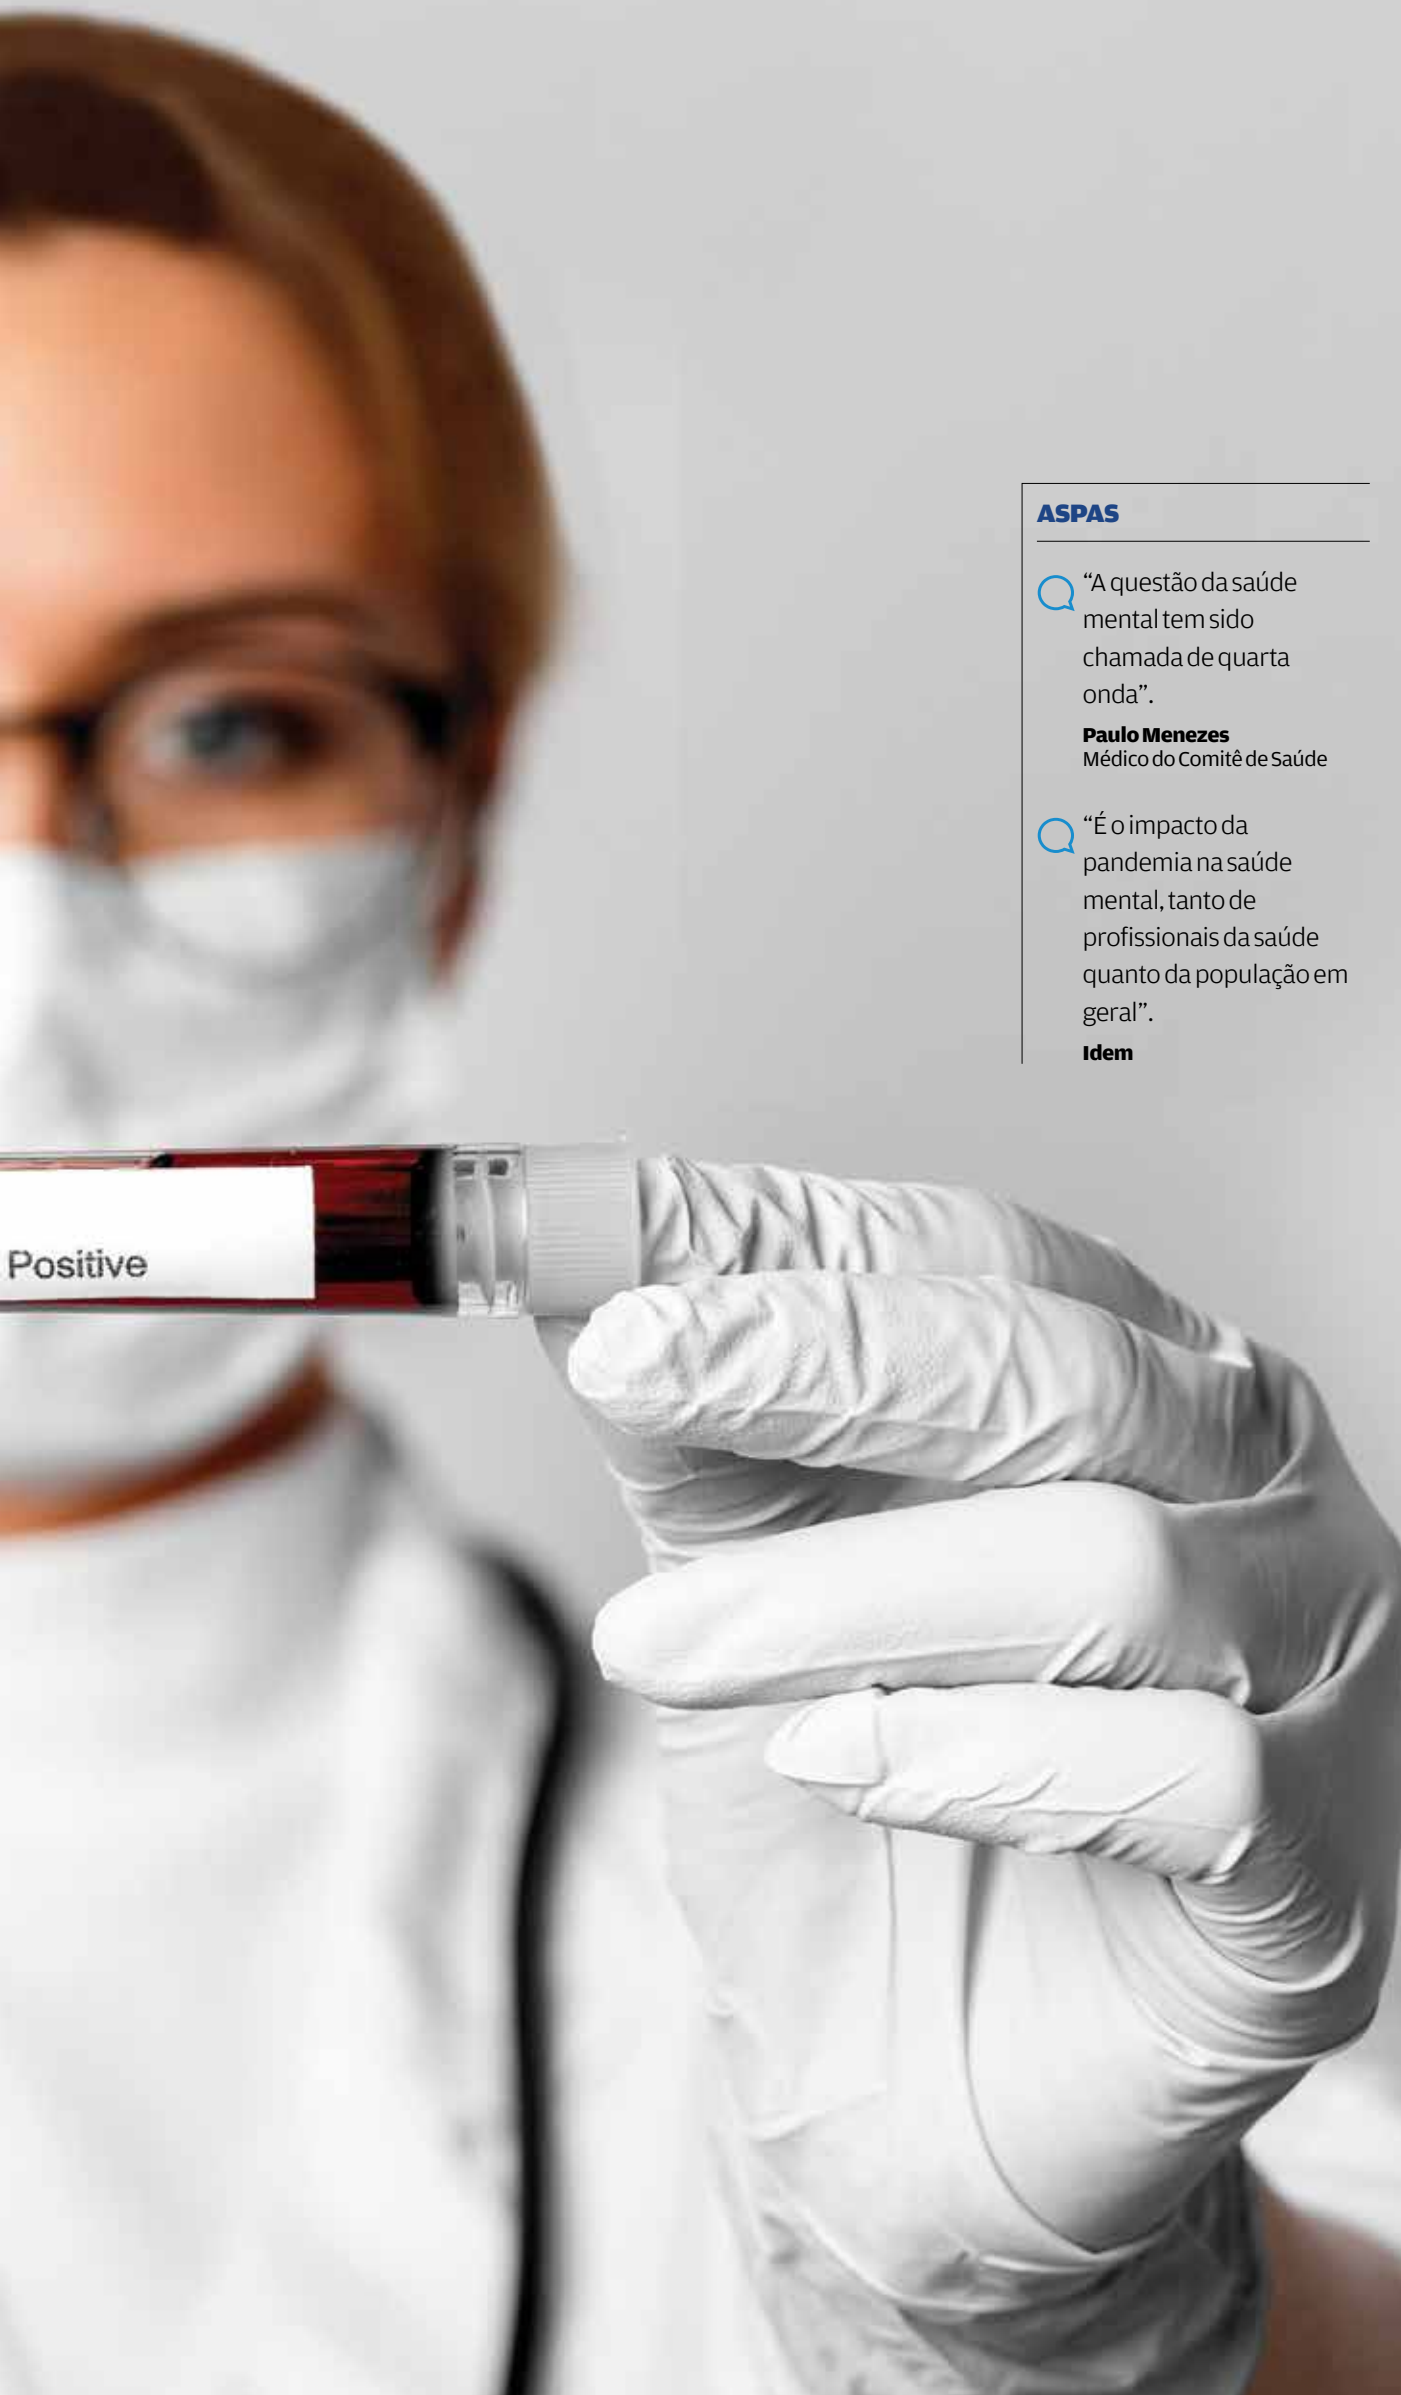 ASPAS
“A questão da saúde
mental tem sido
chamada de quarta
onda”.
Paulo Menezes
Médico do Comitê de Saúde
“É o impacto da
pandemia na saúde
mental, tanto de
profissionais da saúde
quanto da população em
geral”.
Idem
Positive